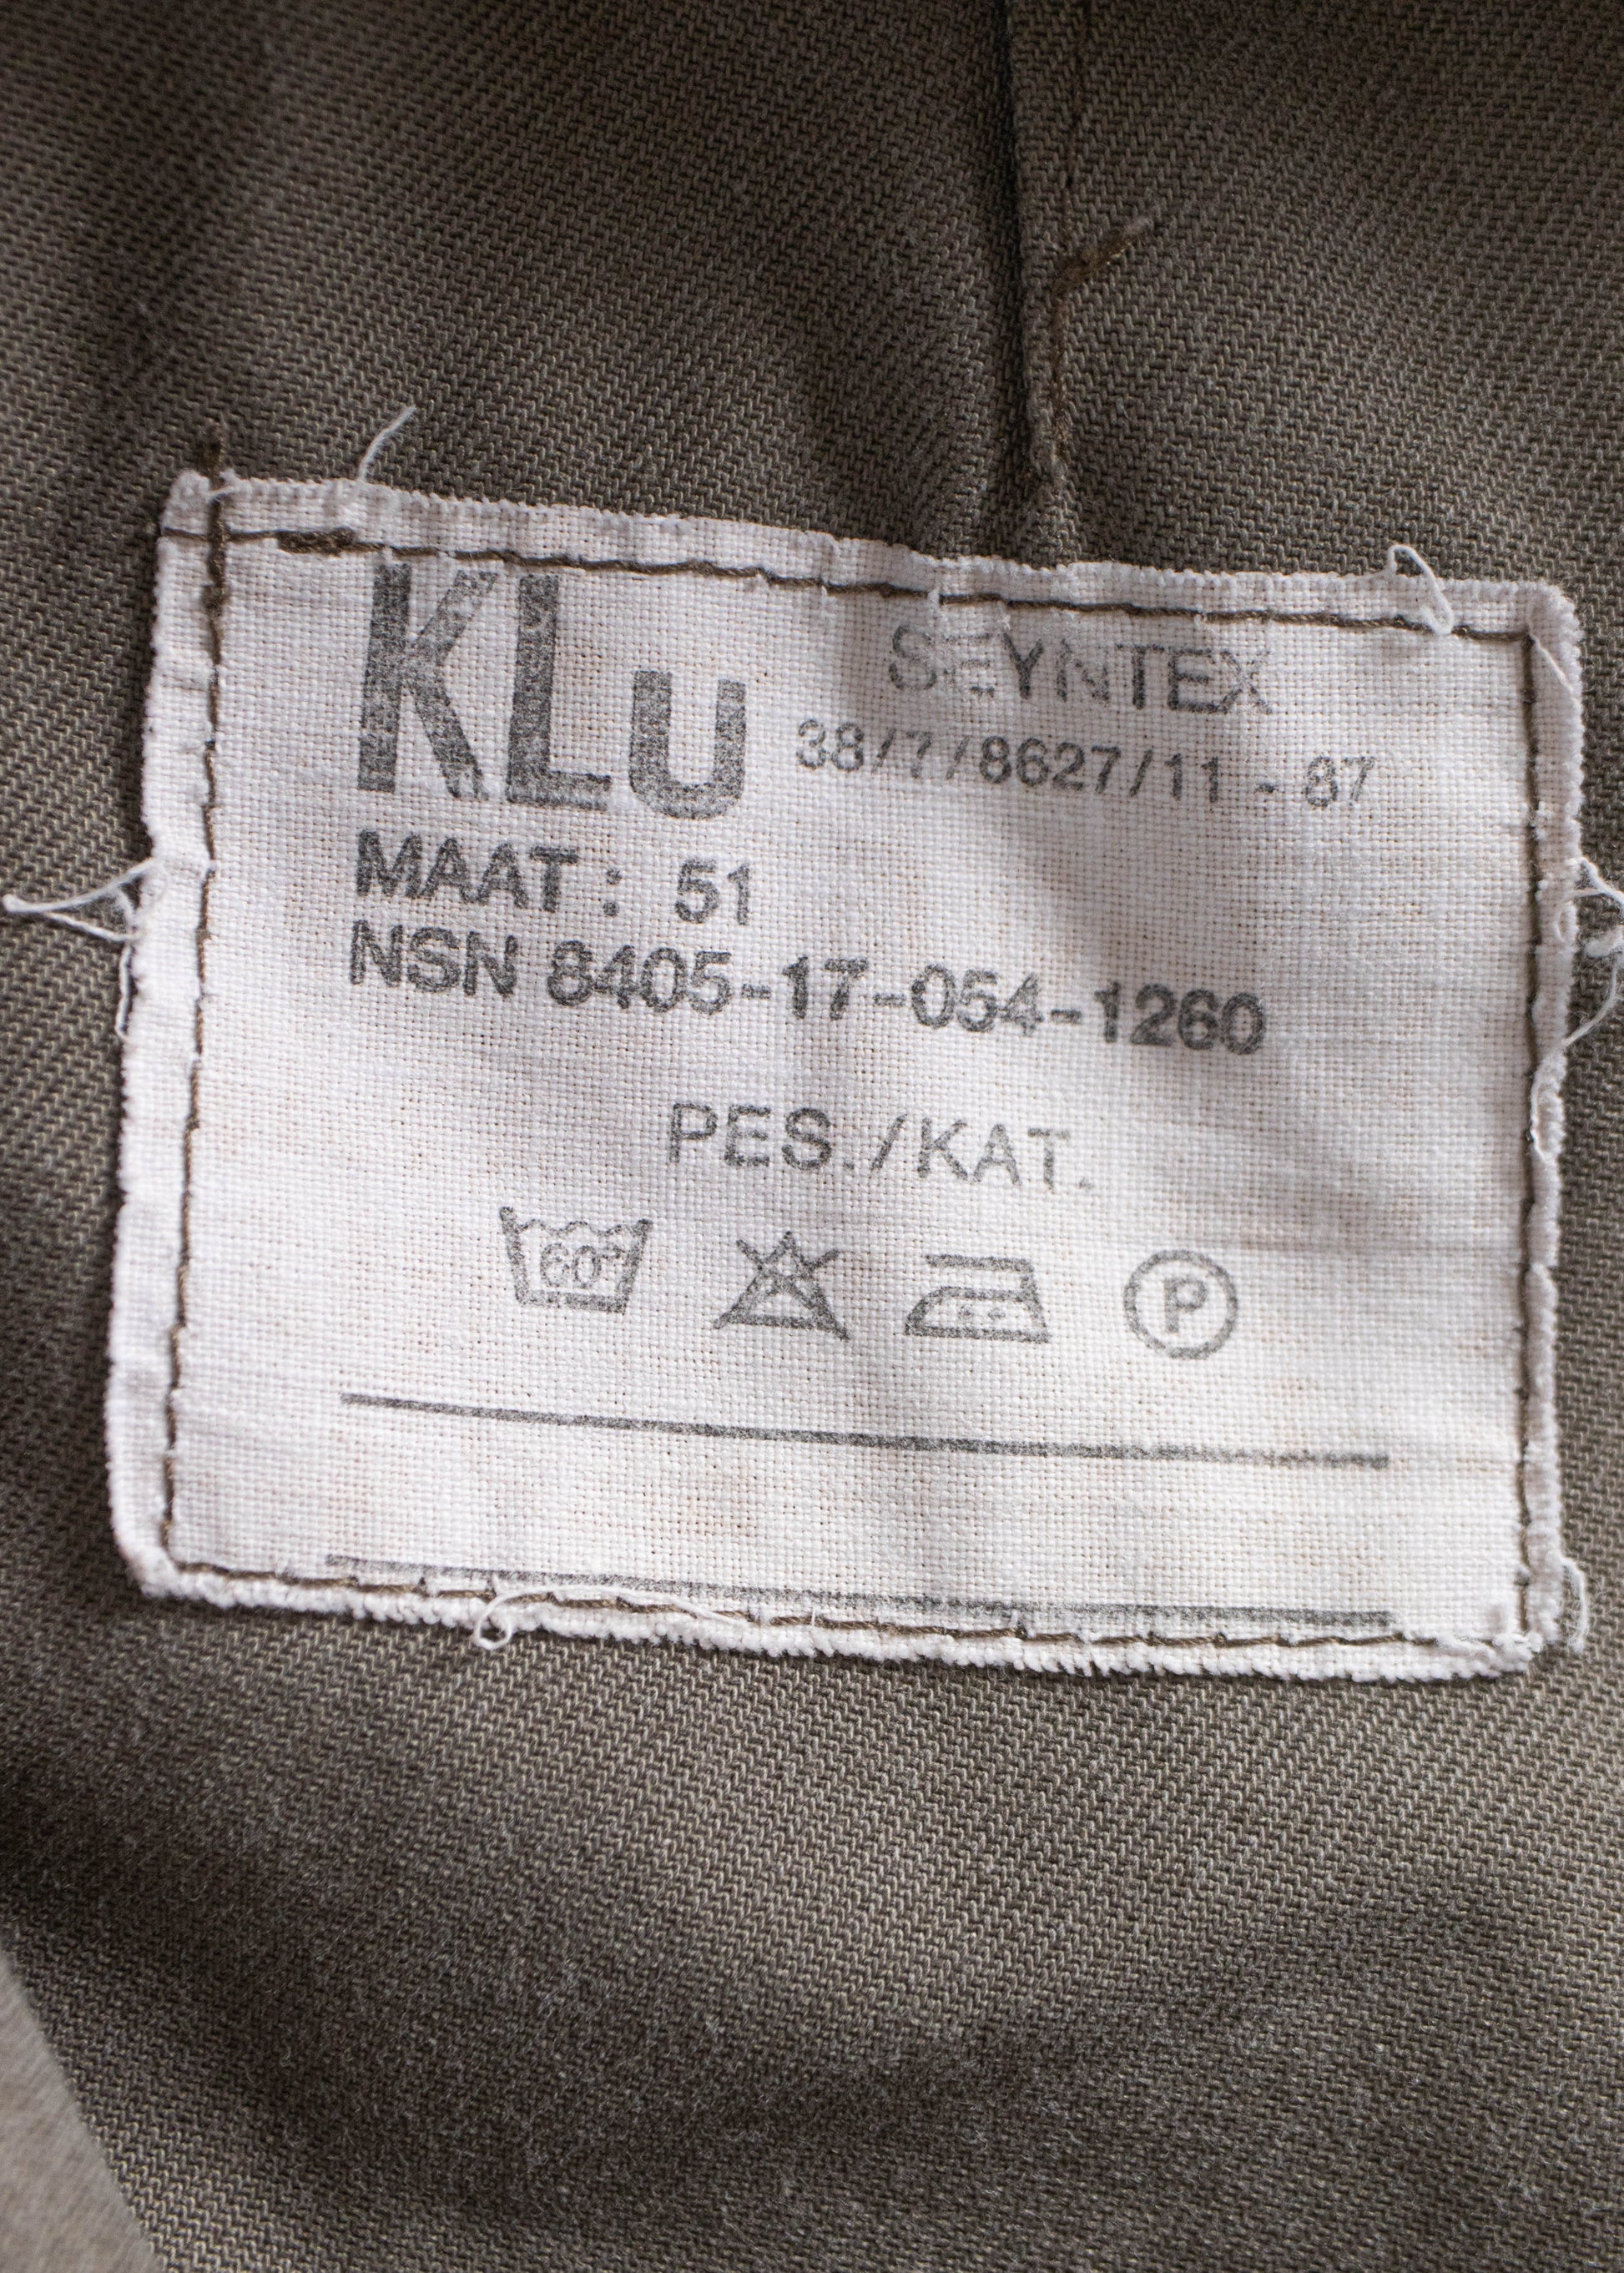 KLu SEYNTEX
38/7/8627/11 - 87
MAAT: 51
NSN 8405-17-054-1260
PES./KAT.
60°
P